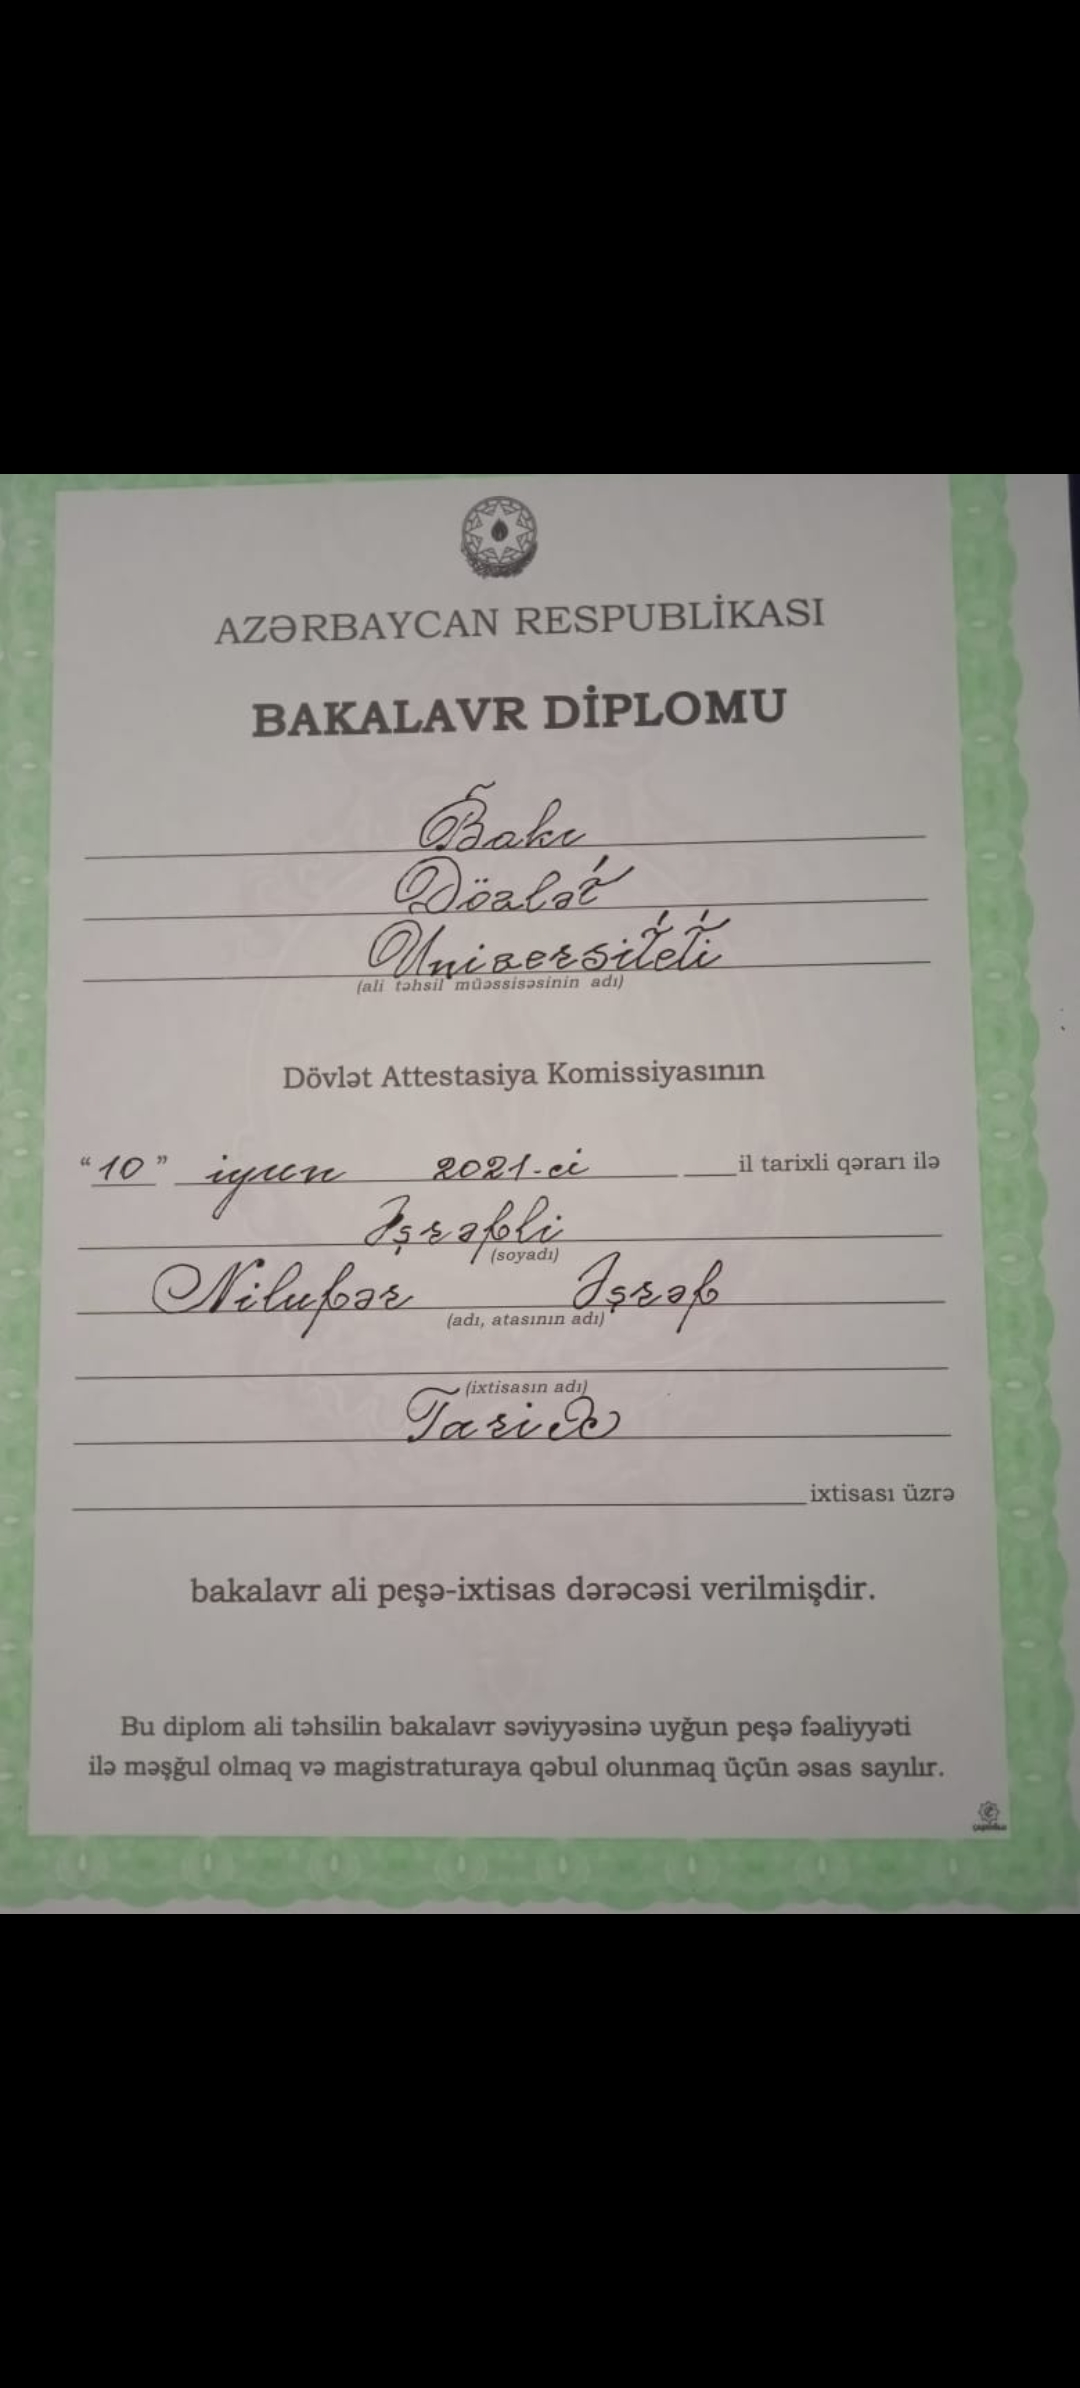 AZƏRBAYCAN RESPUBLİKASI
BAKALAVR DİPLOMU
Bakı
Dövlət
Universiteti
(ali təhsil müəssisəsinin adı)
Dövlət Attestasiya Komissiyasının
"10" iyun 2021-ci il tarixli qərarı ilə
Əşrəfli
(soyadı)
Nilufər Əşrəf
(adı, atasının adı)
(ixtisasın adı)
Tarix
ixtisası üzrə
bakalavr ali peşə-ixtisas dərəcəsi verilmişdir.
Bu diplom ali təhsilin bakalavr səviyyəsinə uyğun peşə fəaliyyəti
ilə məşğul olmaq və magistraturaya qəbul olunmaq üçün əsas sayılır.